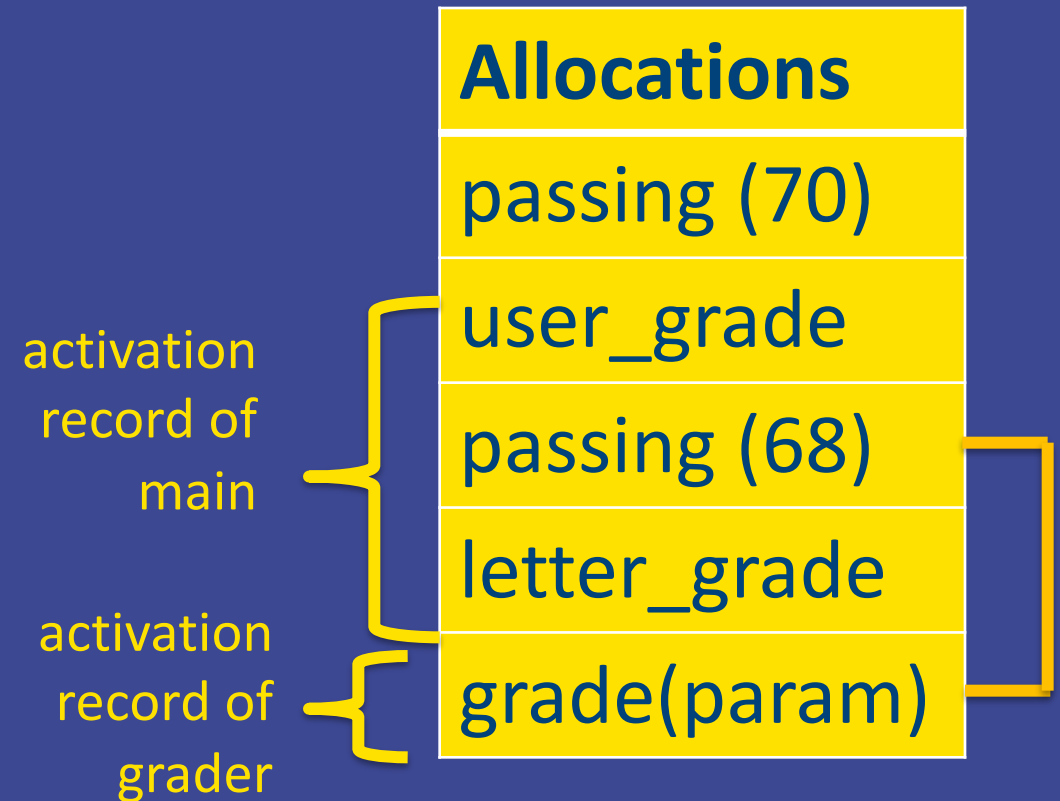 Allocations
passing (70)
user_grade
passing (68)
letter_grade
grade(param)
activation
record of
main
activation
record of
grader